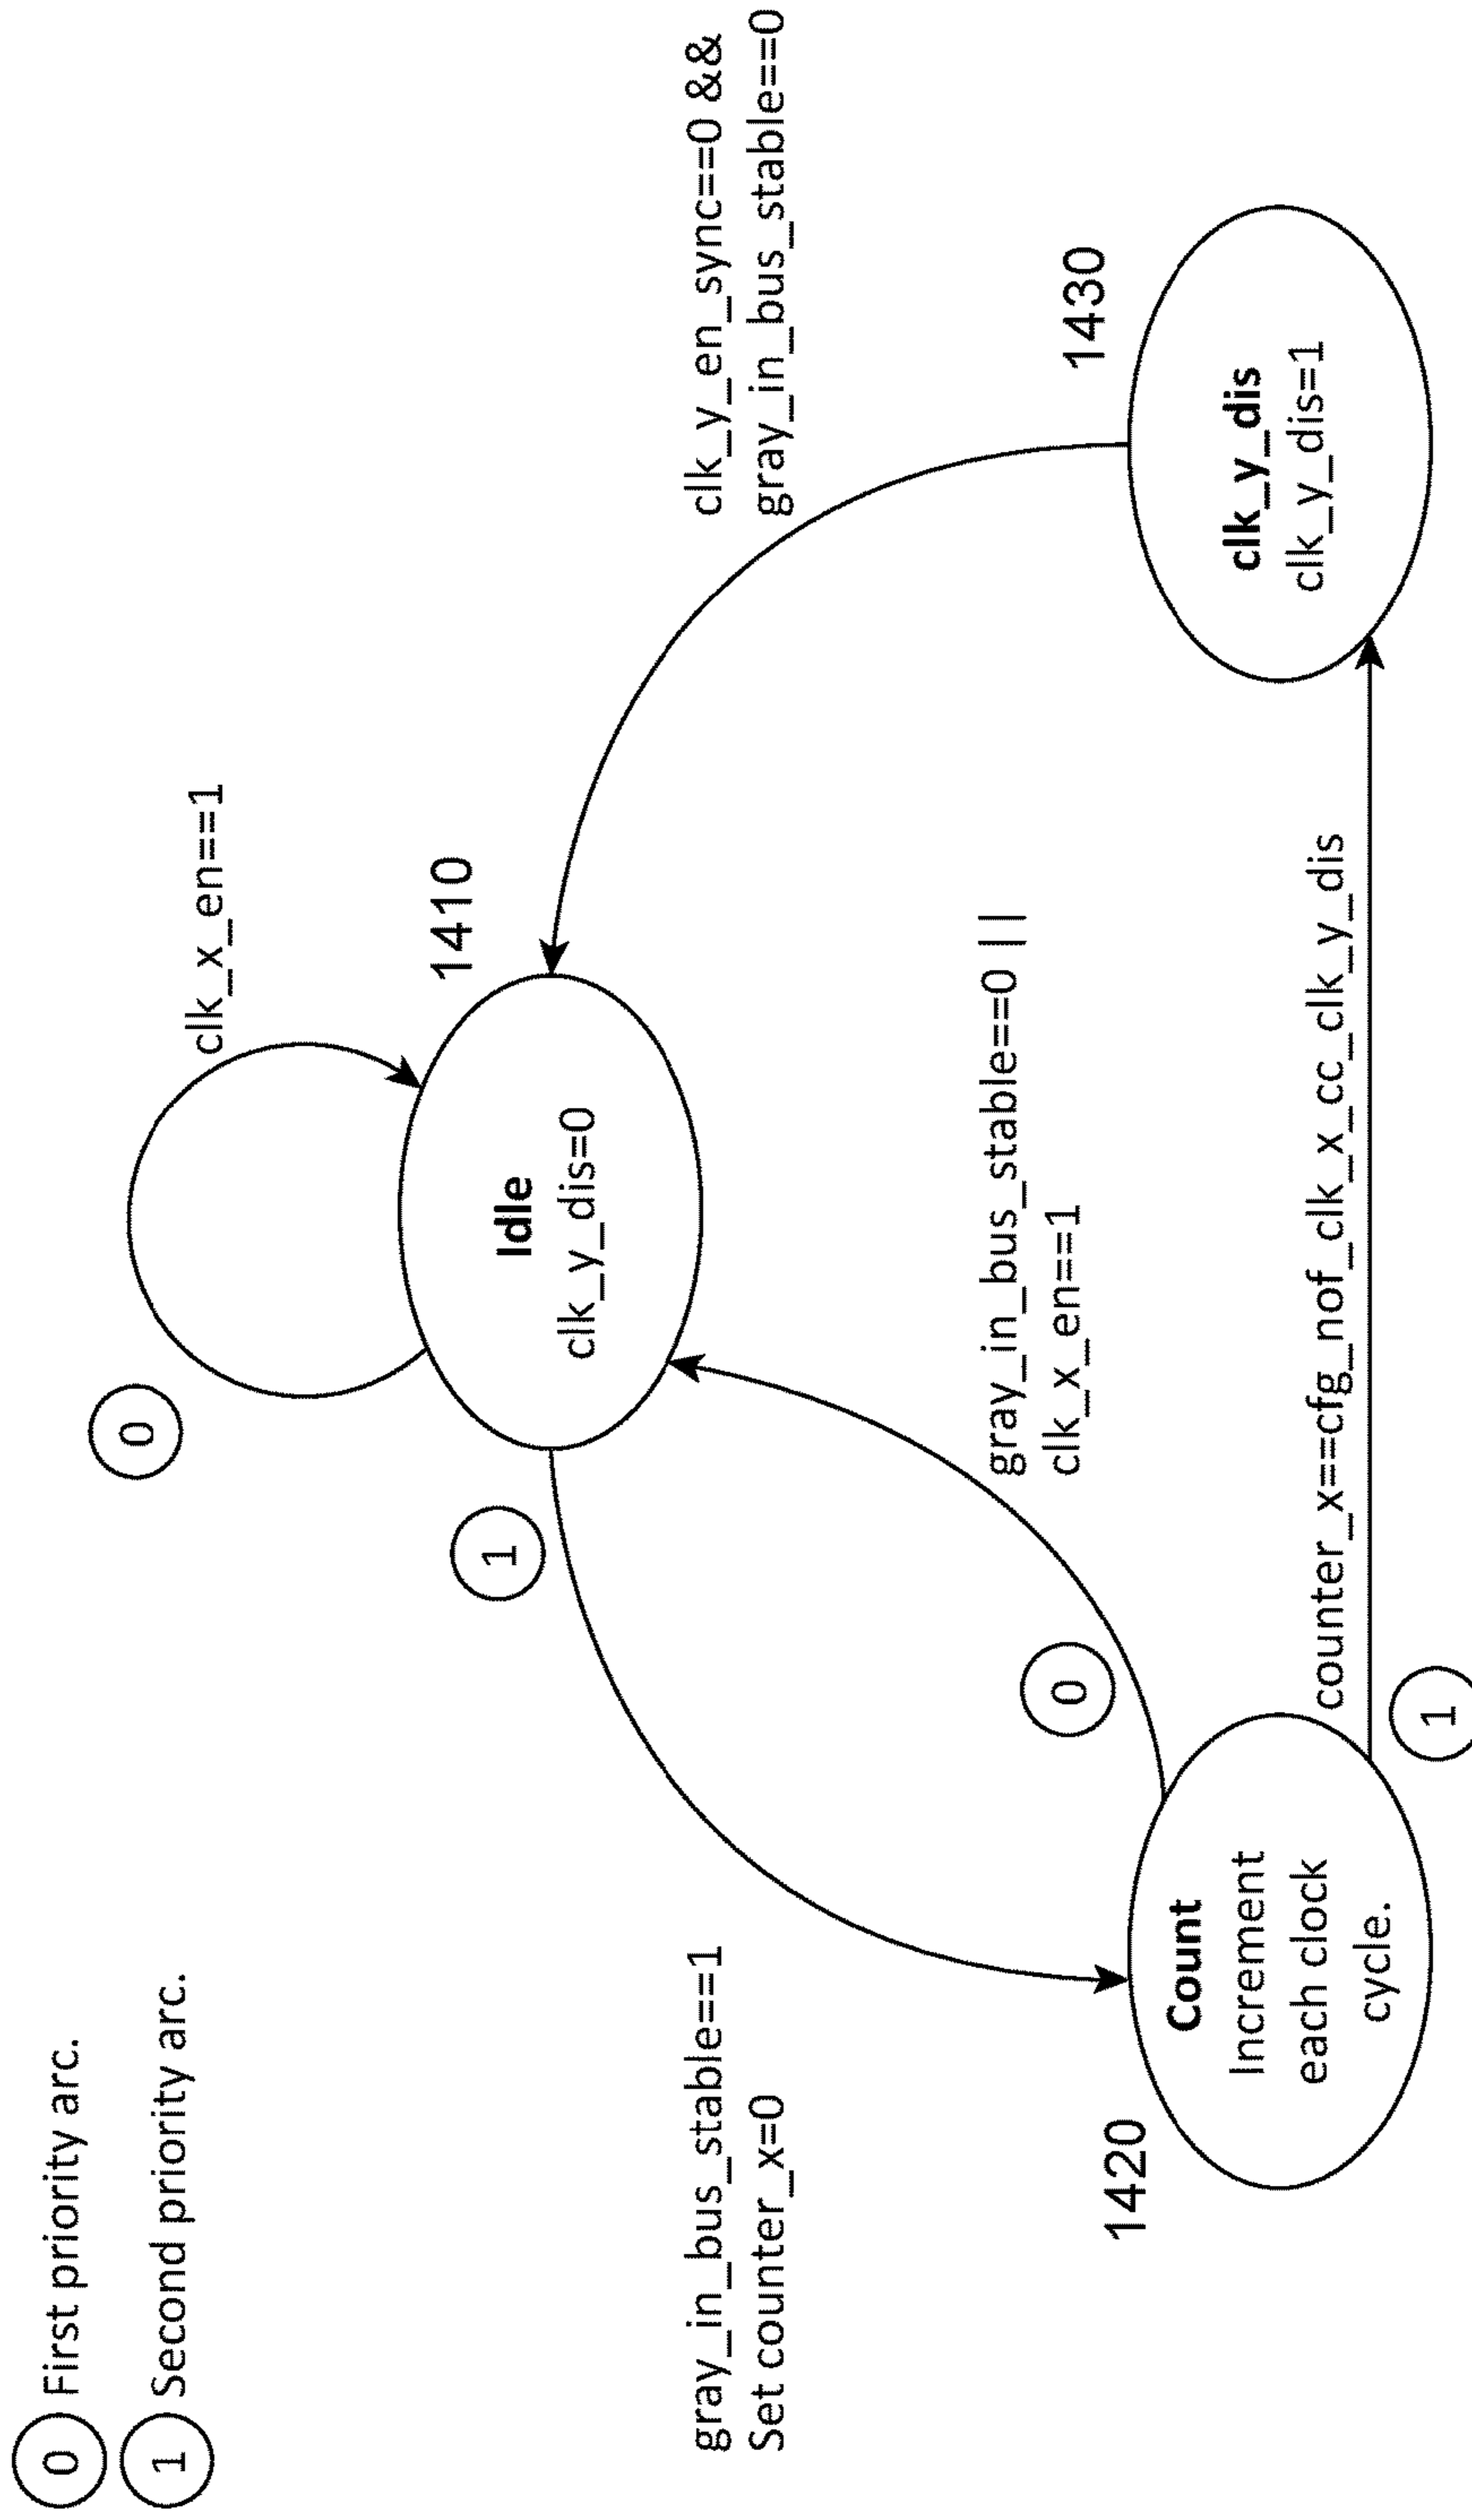 0 First priority arc.
1 Second priority arc.
0
clk_x_en==1
1410
Idle
clk_y_dis=0
1
gray_in_bus_stable==1
Set counter_x=0
clk_y_en_sync==0 &&
gray_in_bus_stable==0
0
gray_in_bus_stable==0 ||
clk_x_en==1
1420
Count
Increment
each clock
cycle.
1430
clk_y_dis
clk_y_dis=1
counter_x==cfg_nof_clk_x_cc_clk_y_dis
1